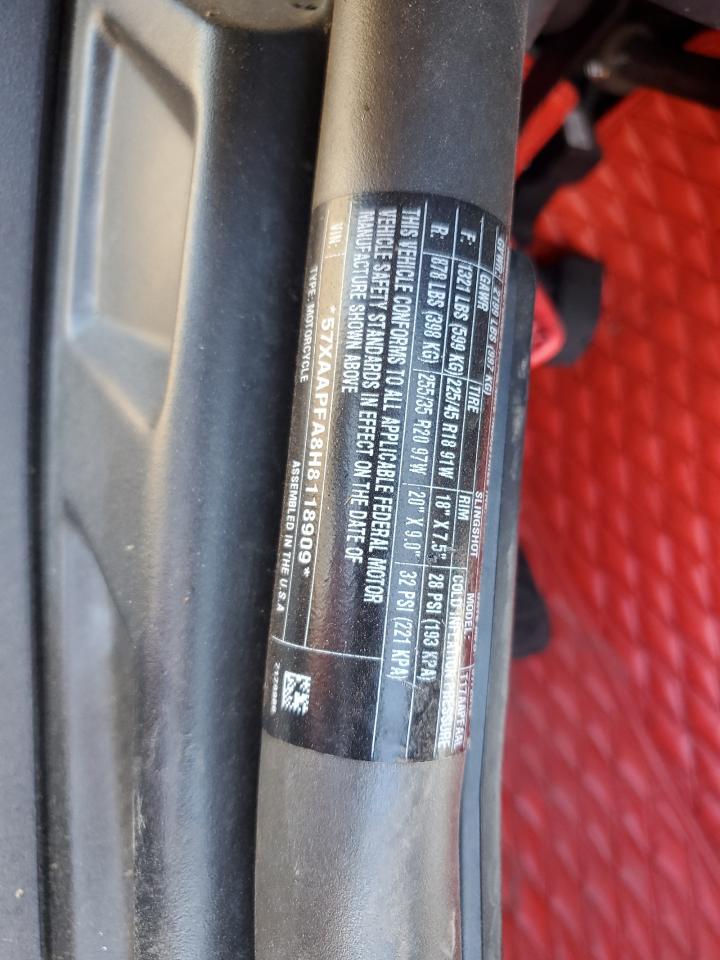 SLINGSHOT MODEL:
GAWR TIRE RIM COLD INFLATION PRESSURE
F: 1321 LBS (599 KG) 225/45 R18 91W 18" X 7.5" 28 PSI (193 KPA)
R: 878 LBS (398 KG) 255/35 R20 97W 20" X 9.0" 32 PSI (221 KPA)
THIS VEHICLE CONFORMS TO ALL APPLICABLE FEDERAL MOTOR
VEHICLE SAFETY STANDARDS IN EFFECT ON THE DATE OF
MANUFACTURE SHOWN ABOVE
VIN: *57XAAPFA8H8118909*
TYPE: MOTORCYCLE ASSEMBLED IN THE U.S.A